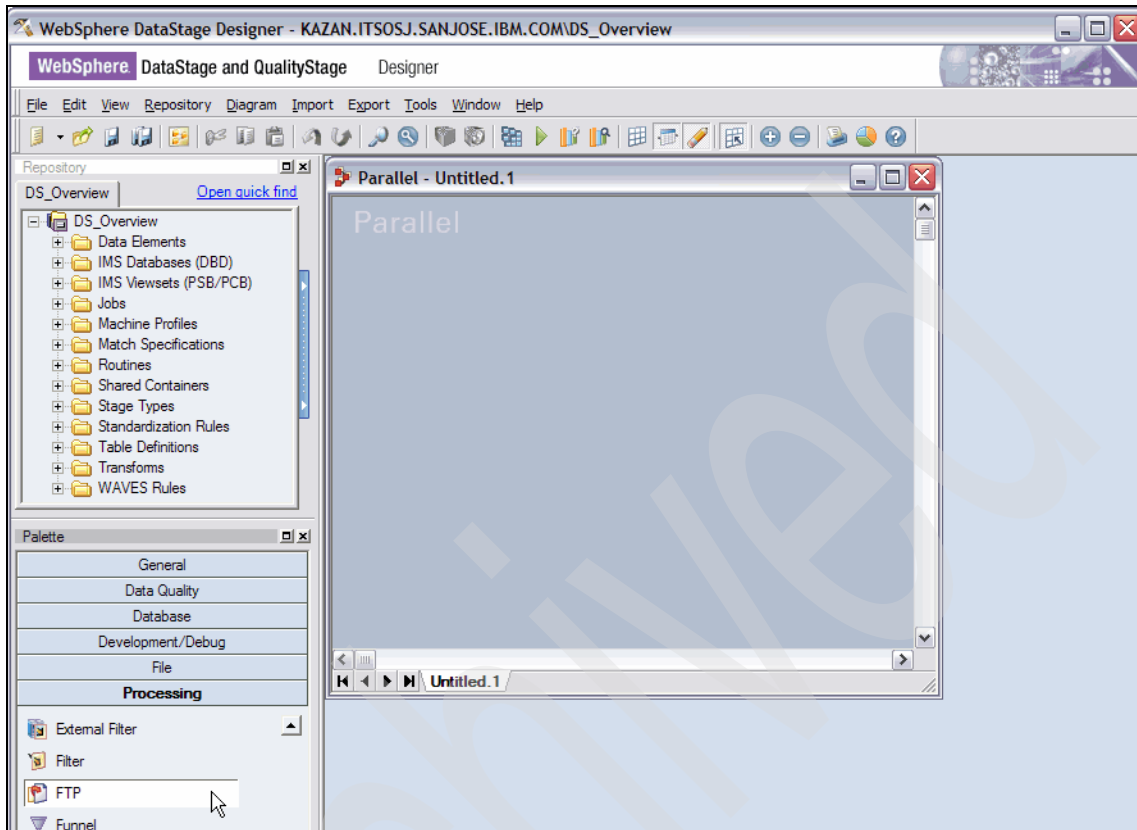 WebSphere DataStage Designer - KAZAN.ITSOSJ.SANJOSE.IBM.COM\DS_Overview
WebSphere. DataStage and QualityStage Designer
File Edit View Repository Diagram Import Export Tools Window Help
Repository
DS_Overview Open quick find
DS_Overview
Data Elements
IMS Databases (DBD)
IMS Viewsets (PSB/PCB)
Jobs
Machine Profiles
Match Specifications
Routines
Shared Containers
Stage Types
Standardization Rules
Table Definitions
Transforms
WAVES Rules
Parallel - Untitled.1
Parallel
Untitled.1
Palette
General
Data Quality
Database
Development/Debug
File
Processing
External Filter
Filter
FTP
Funnel